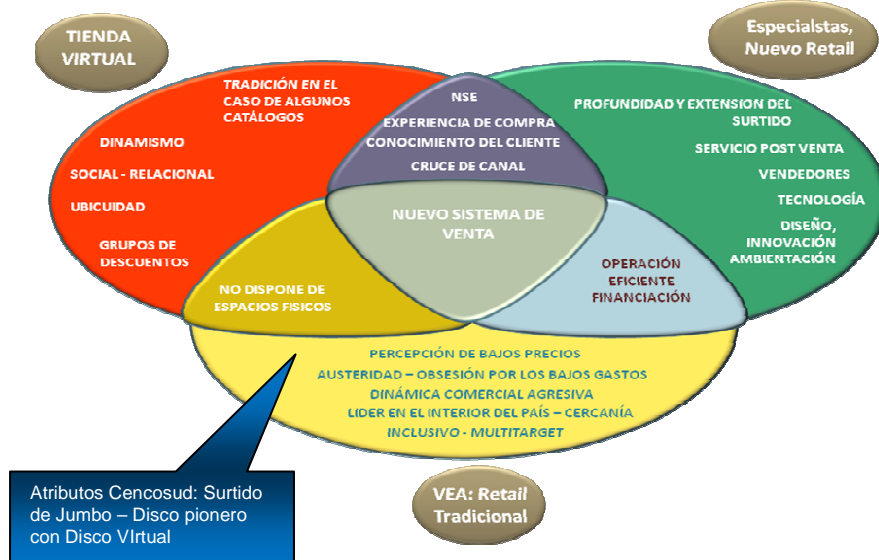 TIENDA
VIRTUAL
Especialstas,
Nuevo Retail
TRADICIÓN EN EL
CASO DE ALGUNOS
CATÁLOGOS
DINAMISMO
SOCIAL - RELACIONAL
UBICUIDAD
GRUPOS DE
DESCUENTOS
NSE
EXPERIENCIA DE COMPRA
CONOCIMIENTO DEL CLIENTE
CRUCE DE CANAL
PROFUNDIDAD Y EXTENSION DEL
SURTIDO
SERVICIO POST VENTA
VENDEDORES
TECNOLOGÍA
DISEÑO,
INNOVACIÓN
AMBIENTACIÓN
NUEVO SISTEMA DE
VENTA
NO DISPONE DE
ESPACIOS FISICOS
OPERACIÓN
EFICIENTE
FINANCIACIÓN
PERCEPCIÓN DE BAJOS PRECIOS
AUSTERIDAD – OBSESIÓN POR LOS BAJOS GASTOS
DINÁMICA COMERCIAL AGRESIVA
LIDER EN EL INTERIOR DEL PAÍS – CERCANÍA
INCLUSIVO - MULTITARGET
VEA: Retail
Tradicional
Atributos Cencosud: Surtido
de Jumbo – Disco pionero
con Disco VIrtual